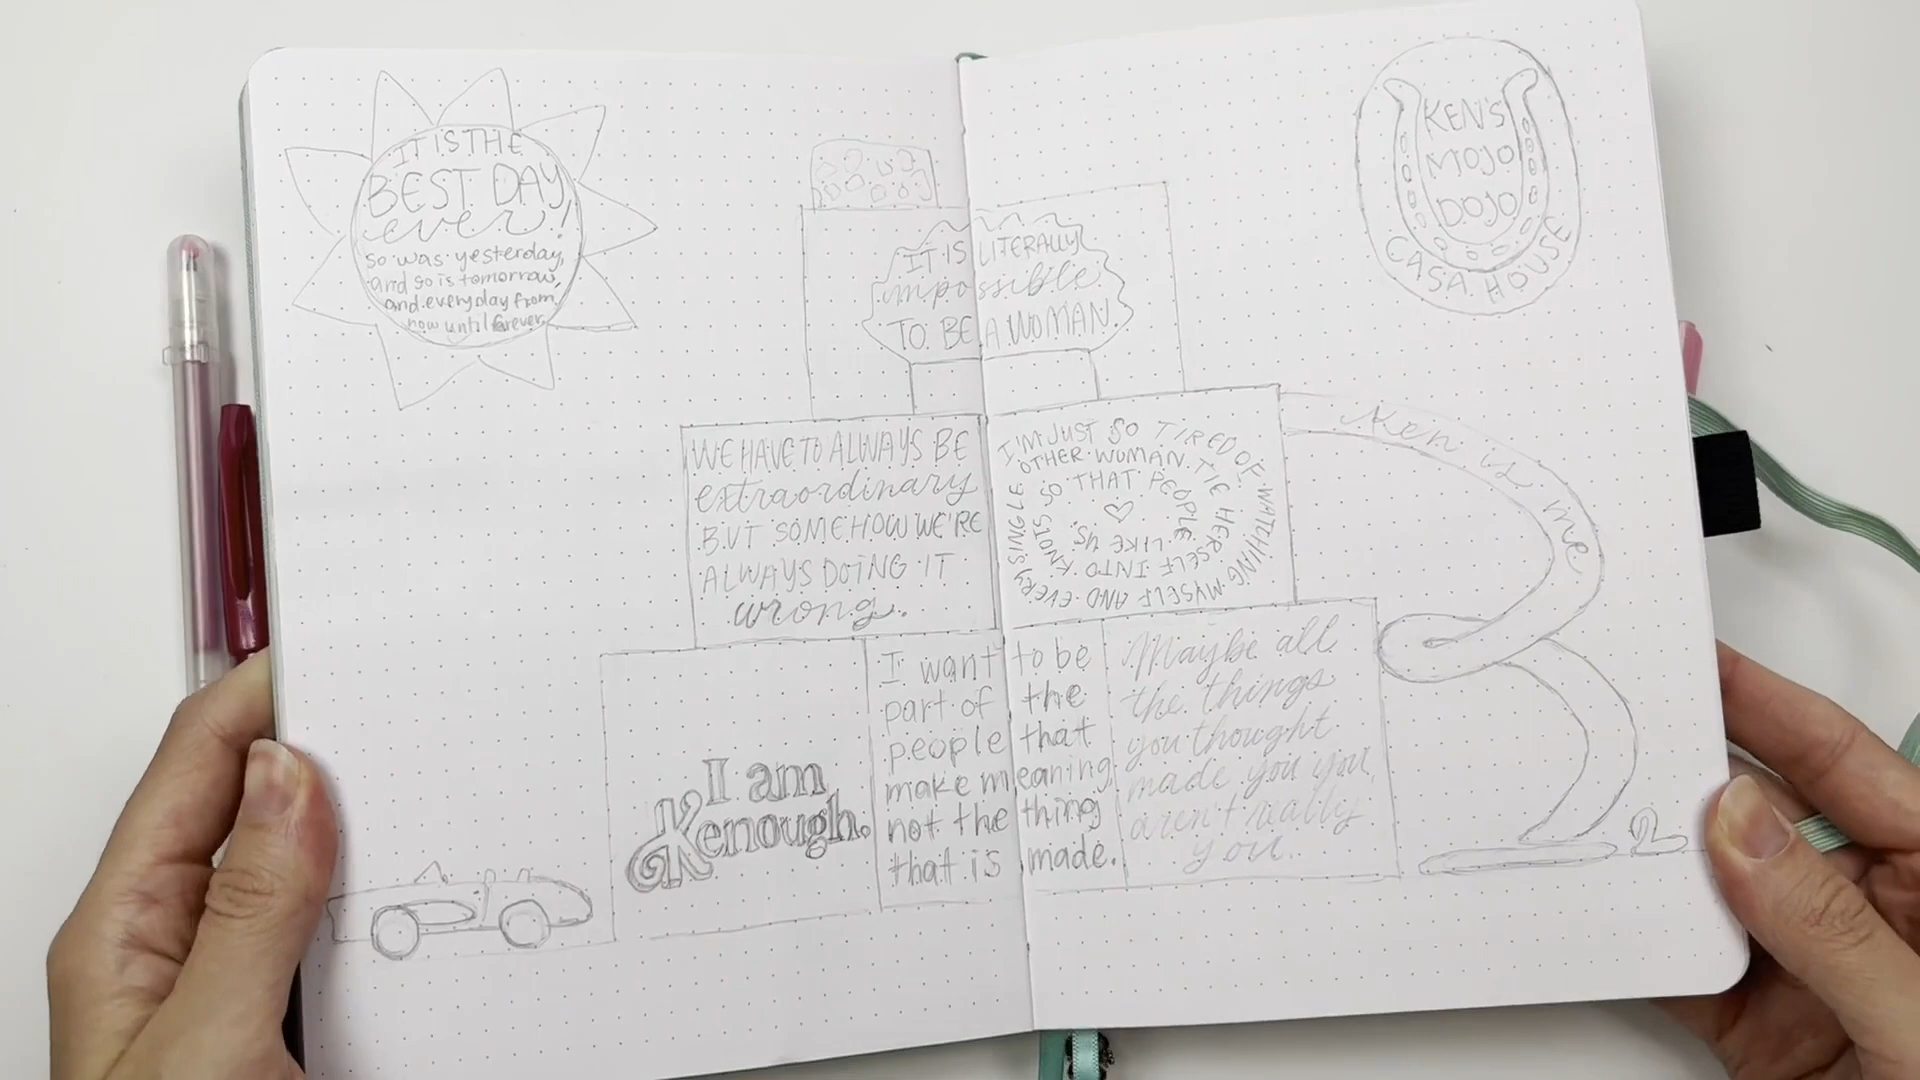 IT IS THE
BEST DAY
ever!
so was yesterday,
and so is tomorrow,
and every day from
now until forever.
IT IS LITERALLY
impossible
TO BE A WOMAN
KEN'S
MOJO
DOJO
CASA HOUSE
WE HAVE TO ALWAYS BE
extraordinary
BUT SOMEHOW WE'RE
ALWAYS DOING IT
wrong.
I'M JUST SO TIRED OF WATCHING MYSELF AND EVERY SINGLE OTHER WOMAN TIE HERSELF INTO KNOTS SO THAT PEOPLE LIKE US
Ken is me
I am
Kenough.
I want to be
part of the
people that
make meaning
not the thing
that is made.
Maybe all
the things
you thought
made you you
aren't really
you.